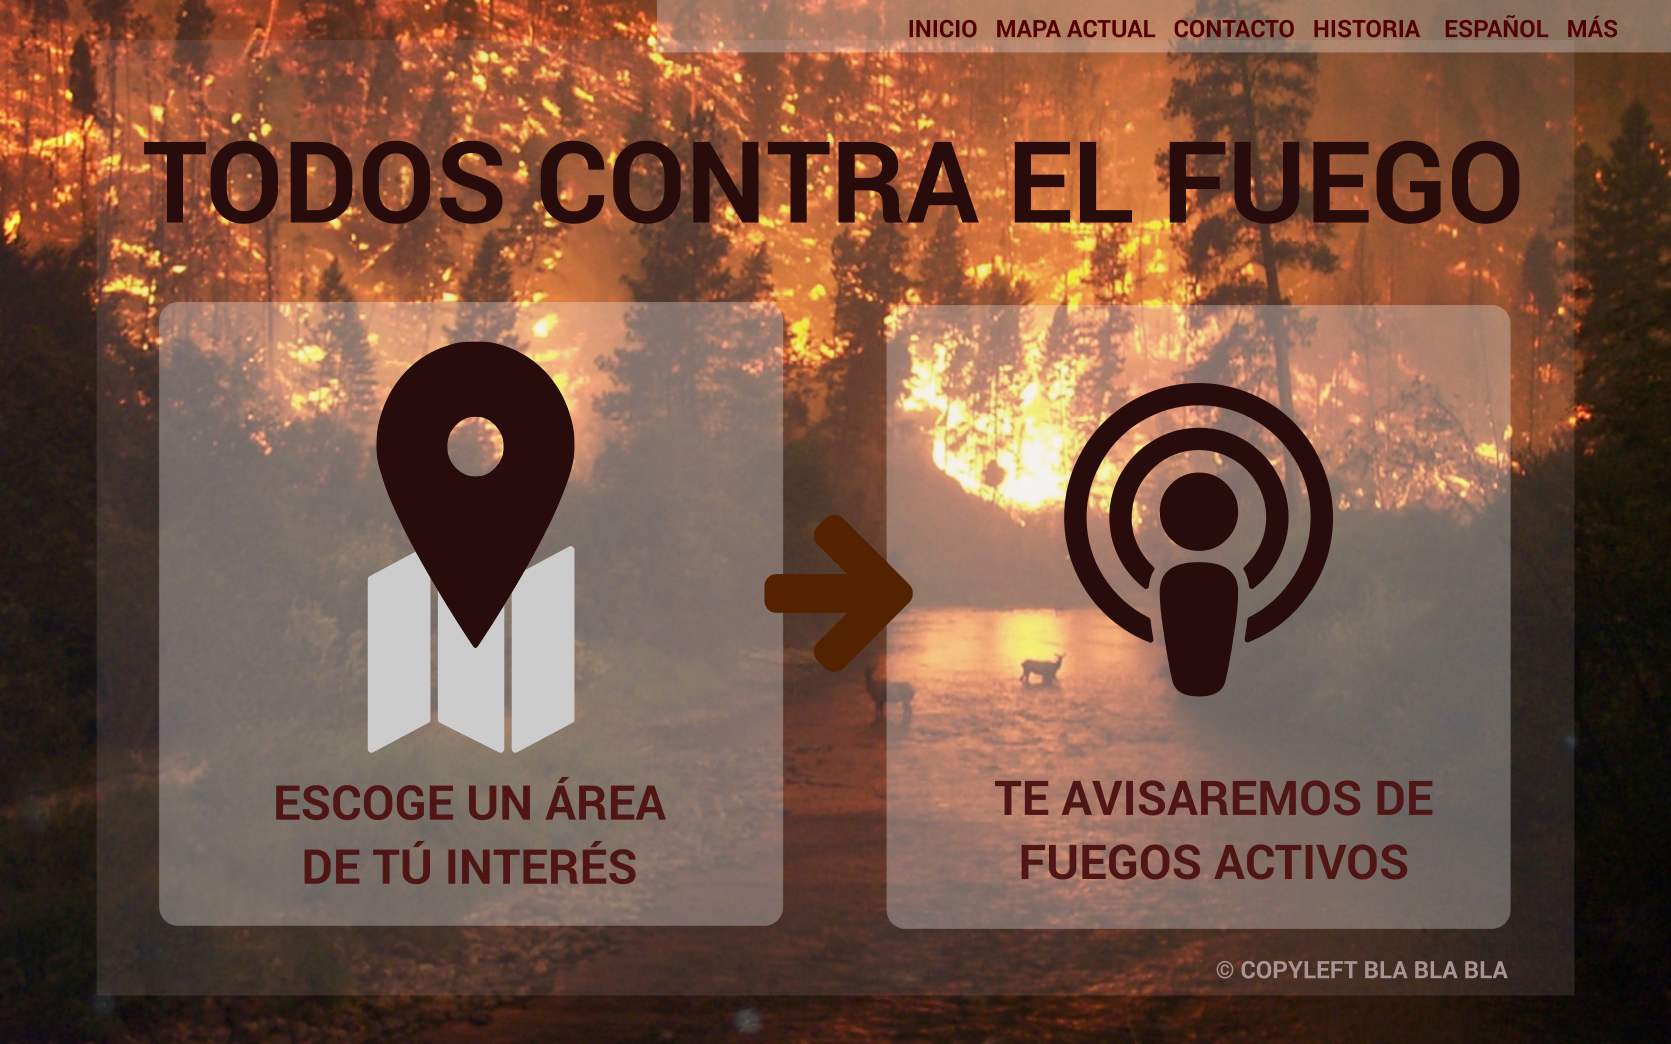 INICIO MAPA ACTUAL CONTACTO HISTORIA ESPAÑOL MÁS
TODOS CONTRA EL FUEGO
ESCOGE UN ÁREA
DE TÚ INTERÉS
TE AVISAREMOS DE
FUEGOS ACTIVOS
© COPYLEFT BLA BLA BLA